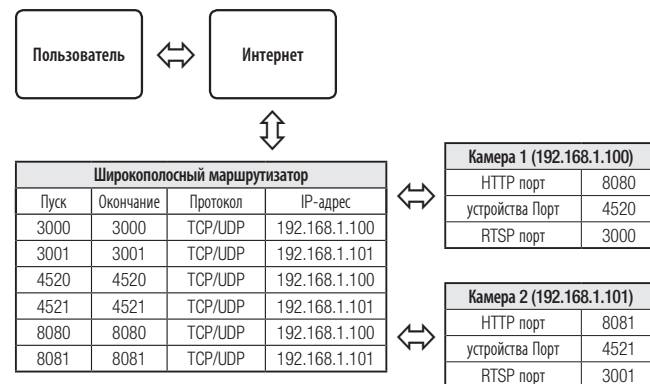 Пользователь
Интернет
Широкополосный маршрутизатор
Пуск Окончание Протокол IP-адрес
3000 3000 TCP/UDP 192.168.1.100
3001 3001 TCP/UDP 192.168.1.101
4520 4520 TCP/UDP 192.168.1.100
4521 4521 TCP/UDP 192.168.1.101
8080 8080 TCP/UDP 192.168.1.100
8081 8081 TCP/UDP 192.168.1.101
Камера 1 (192.168.1.100)
HTTP порт 8080
устройства Порт 4520
RTSP порт 3000
Камера 2 (192.168.1.101)
HTTP порт 8081
устройства Порт 4521
RTSP порт 3001